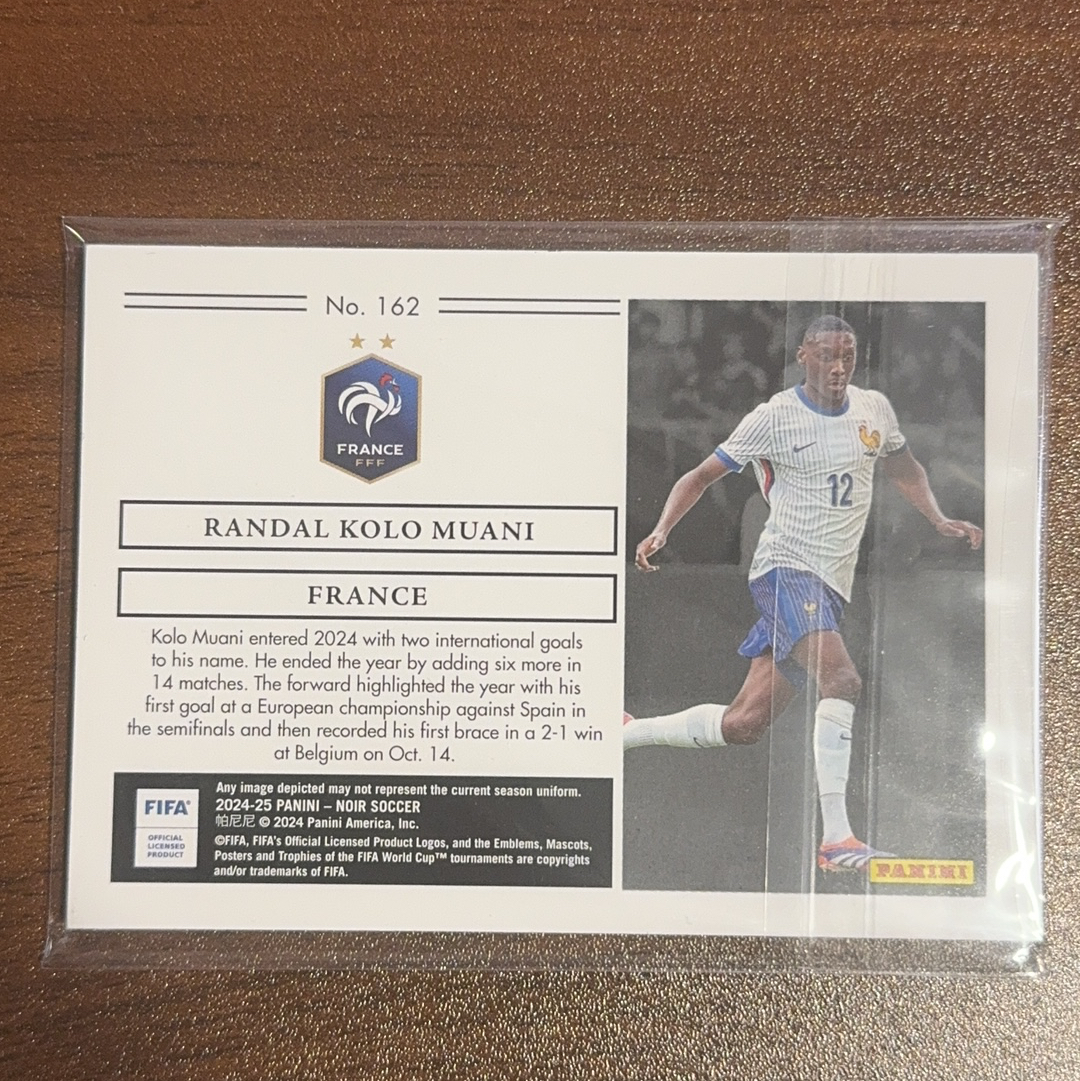 No. 162
FRANCE
FFF
RANDAL KOLO MUANI
FRANCE
Kolo Muani entered 2024 with two international goals
to his name. He ended the year by adding six more in
14 matches. The forward highlighted the year with his
first goal at a European championship against Spain in
the semifinals and then recorded his first brace in a 2-1 win
at Belgium on Oct. 14.
FIFA®
OFFICIAL
LICENSED
PRODUCT
Any image depicted may not represent the current season uniform.
2024-25 PANINI – NOIR SOCCER
帕尼尼 © 2024 Panini America, Inc.
©FIFA, FIFA's Official Licensed Product Logos, and the Emblems, Mascots,
Posters and Trophies of the FIFA World Cup™ tournaments are copyrights
and/or trademarks of FIFA.
12
PANINI